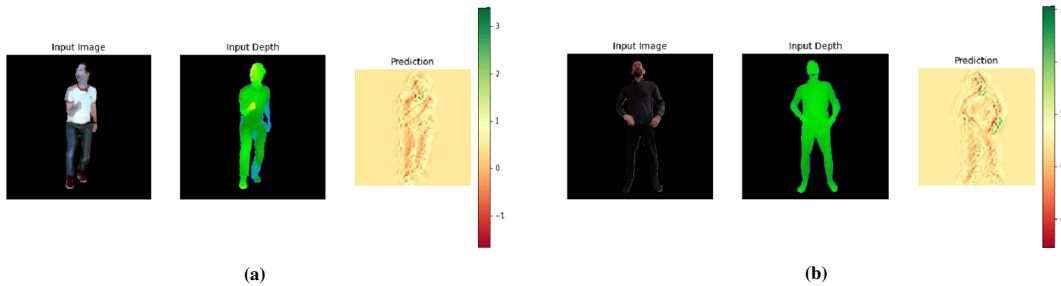 Input Image
Input Depth
Prediction
3
2
1
0
−1
(a)
Input Image
Input Depth
Prediction
(b)